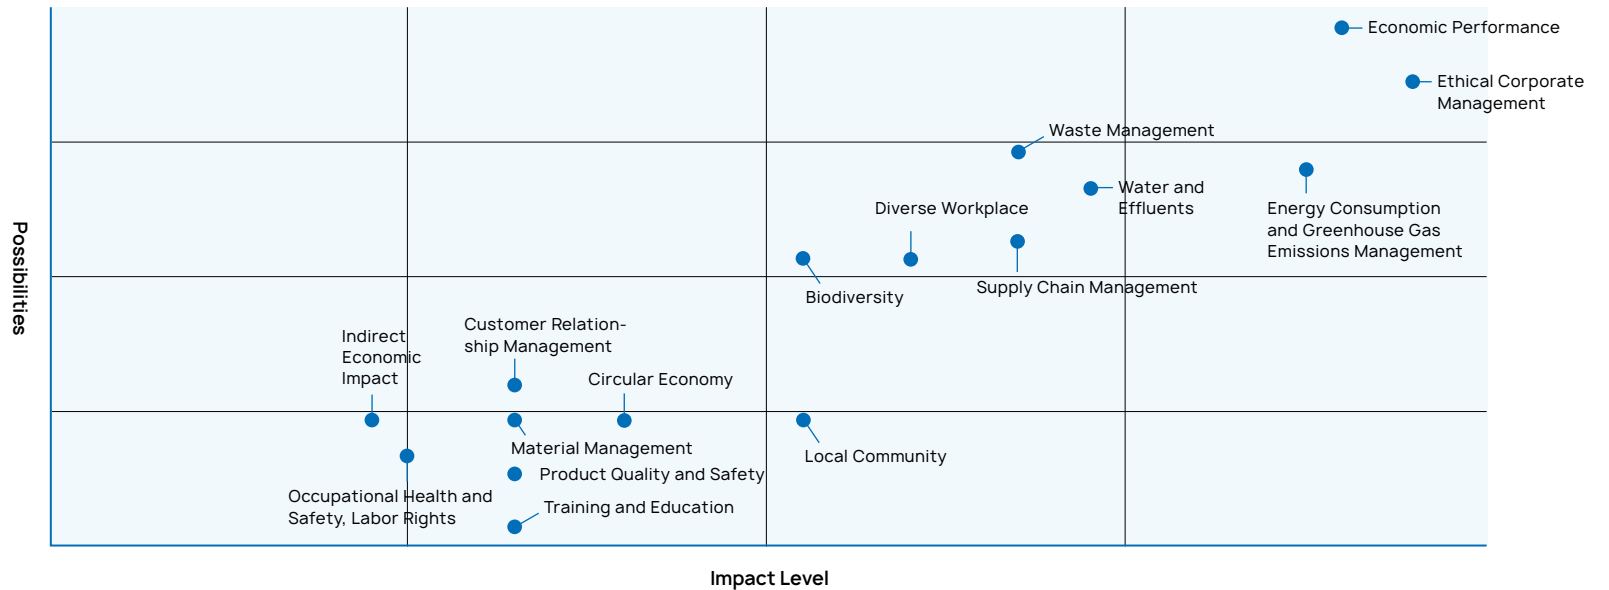 Economic Performance
Ethical Corporate
Management
Waste Management
Water and
Effluents
Diverse Workplace
Energy Consumption
and Greenhouse Gas
Emissions Management
Supply Chain Management
Biodiversity
Possibilities
Customer Relation-
ship Management
Indirect
Economic
Impact
Circular Economy
Material Management
Local Community
Product Quality and Safety
Occupational Health and
Safety, Labor Rights
Training and Education
Impact Level